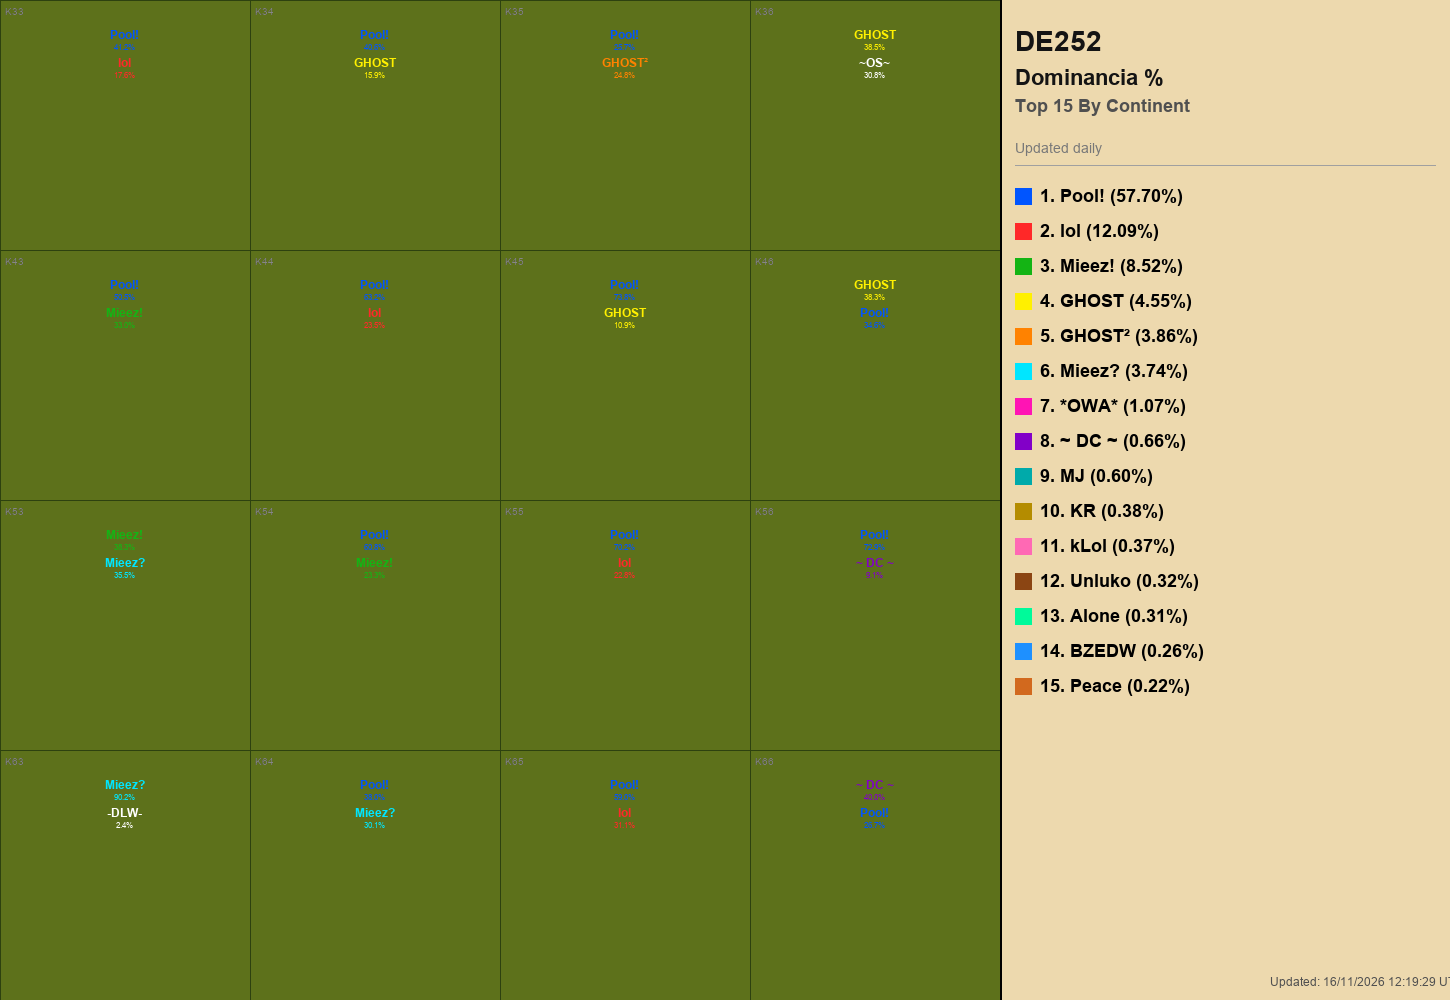 K33
Pool!
lol
K34
Pool!
GHOST
15.9%
K35
Pool!
GHOST²
24.8%
K36
GHOST
38.5%
~OS~
30.8%
K43
Pool!
Mieez!
K44
Pool!
lol
K45
Pool!
GHOST
10.9%
K46
GHOST
38.3%
Pool!
K53
Mieez!
Mieez?
35.5%
K54
Pool!
Mieez!
K55
Pool!
lol
K56
Pool!
~ DC ~
9.1%
K63
Mieez?
90.2%
-DLW-
2.4%
K64
Pool!
Mieez?
30.1%
K65
Pool!
lol
K66
~ DC ~
Pool!
DE252
Dominancia %
Top 15 By Continent
Updated daily
1. Pool! (57.70%)
2. lol (12.09%)
3. Mieez! (8.52%)
4. GHOST (4.55%)
5. GHOST² (3.86%)
6. Mieez? (3.74%)
7. *OWA* (1.07%)
8. ~ DC ~ (0.66%)
9. MJ (0.60%)
10. KR (0.38%)
11. kLol (0.37%)
12. Unluko (0.32%)
13. Alone (0.31%)
14. BZEDW (0.26%)
15. Peace (0.22%)
Updated: 16/11/2026 12:19:29